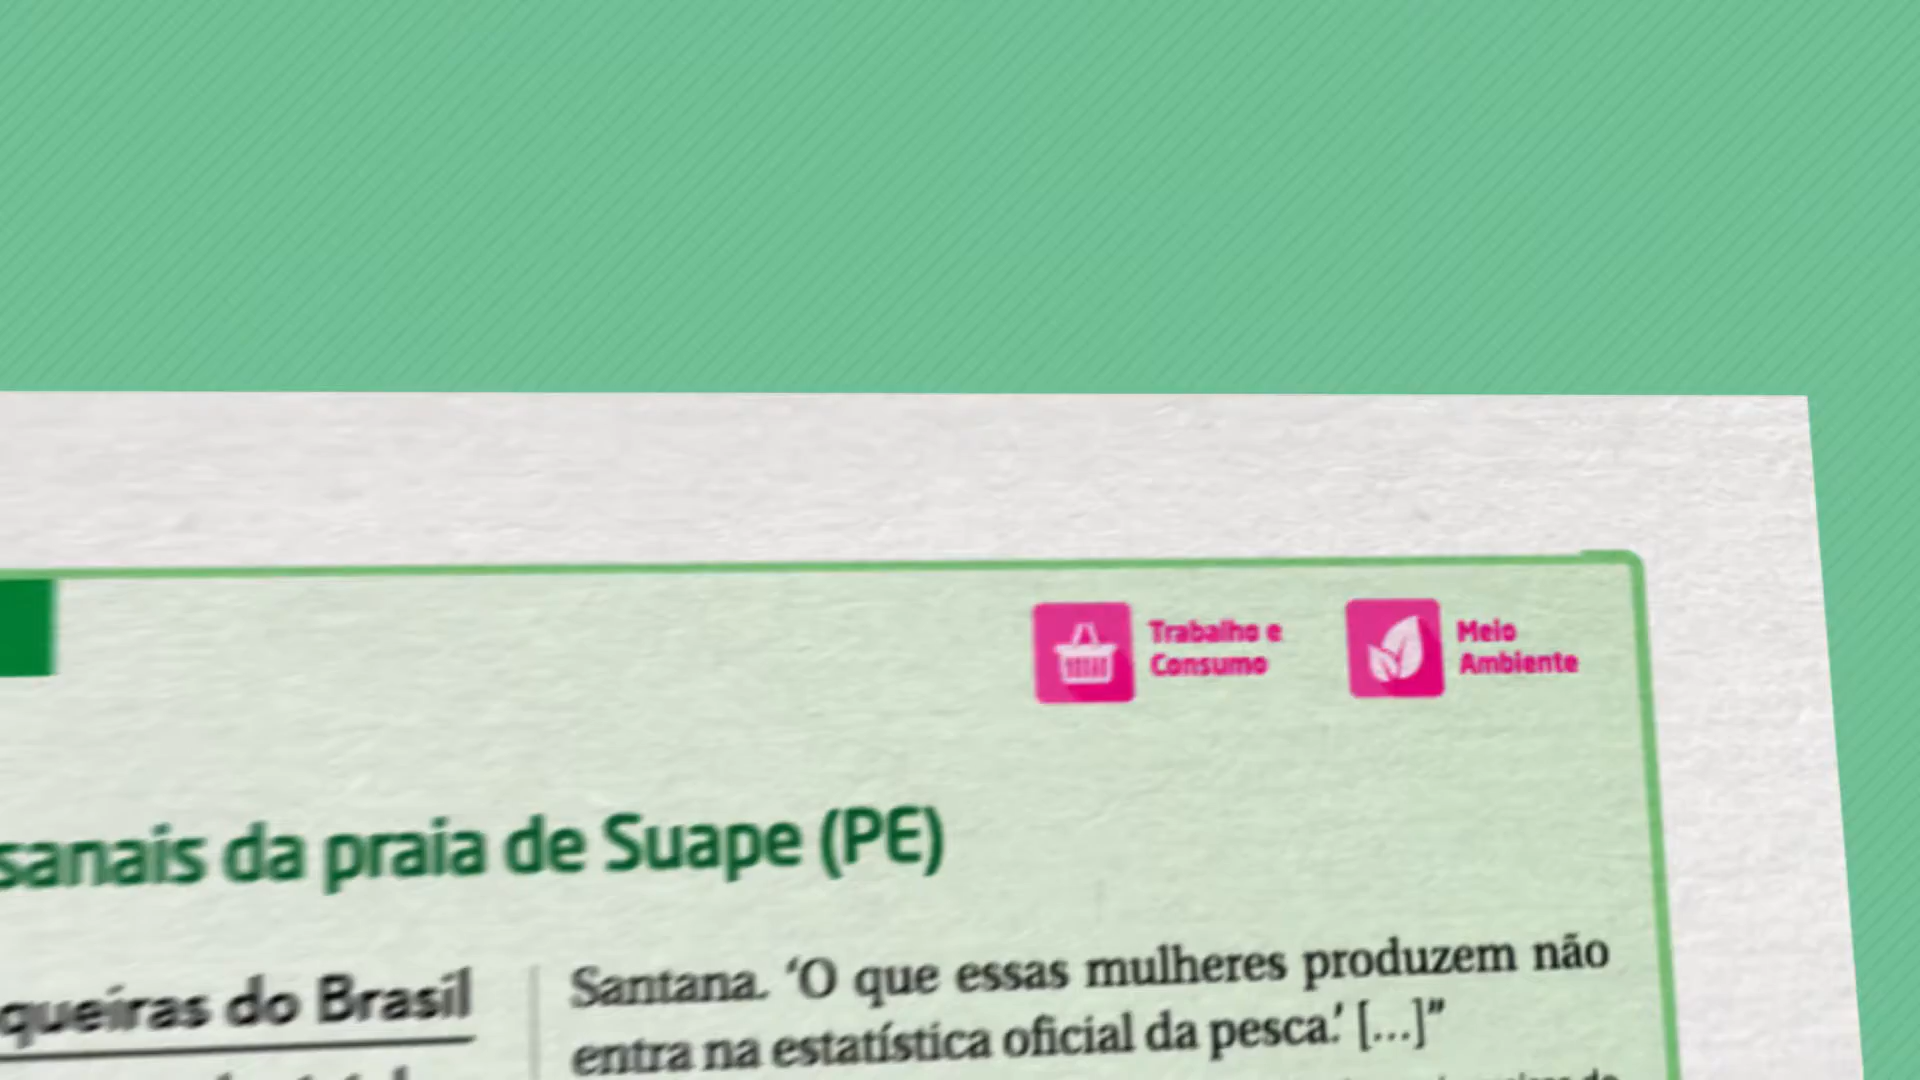 Trabalho e
Consumo
Meio
Ambiente
sanais da praia de Suape (PE)
queiras do Brasil
Santana. ‘O que essas mulheres produzem não
entra na estatística oficial da pesca.’ [...]”